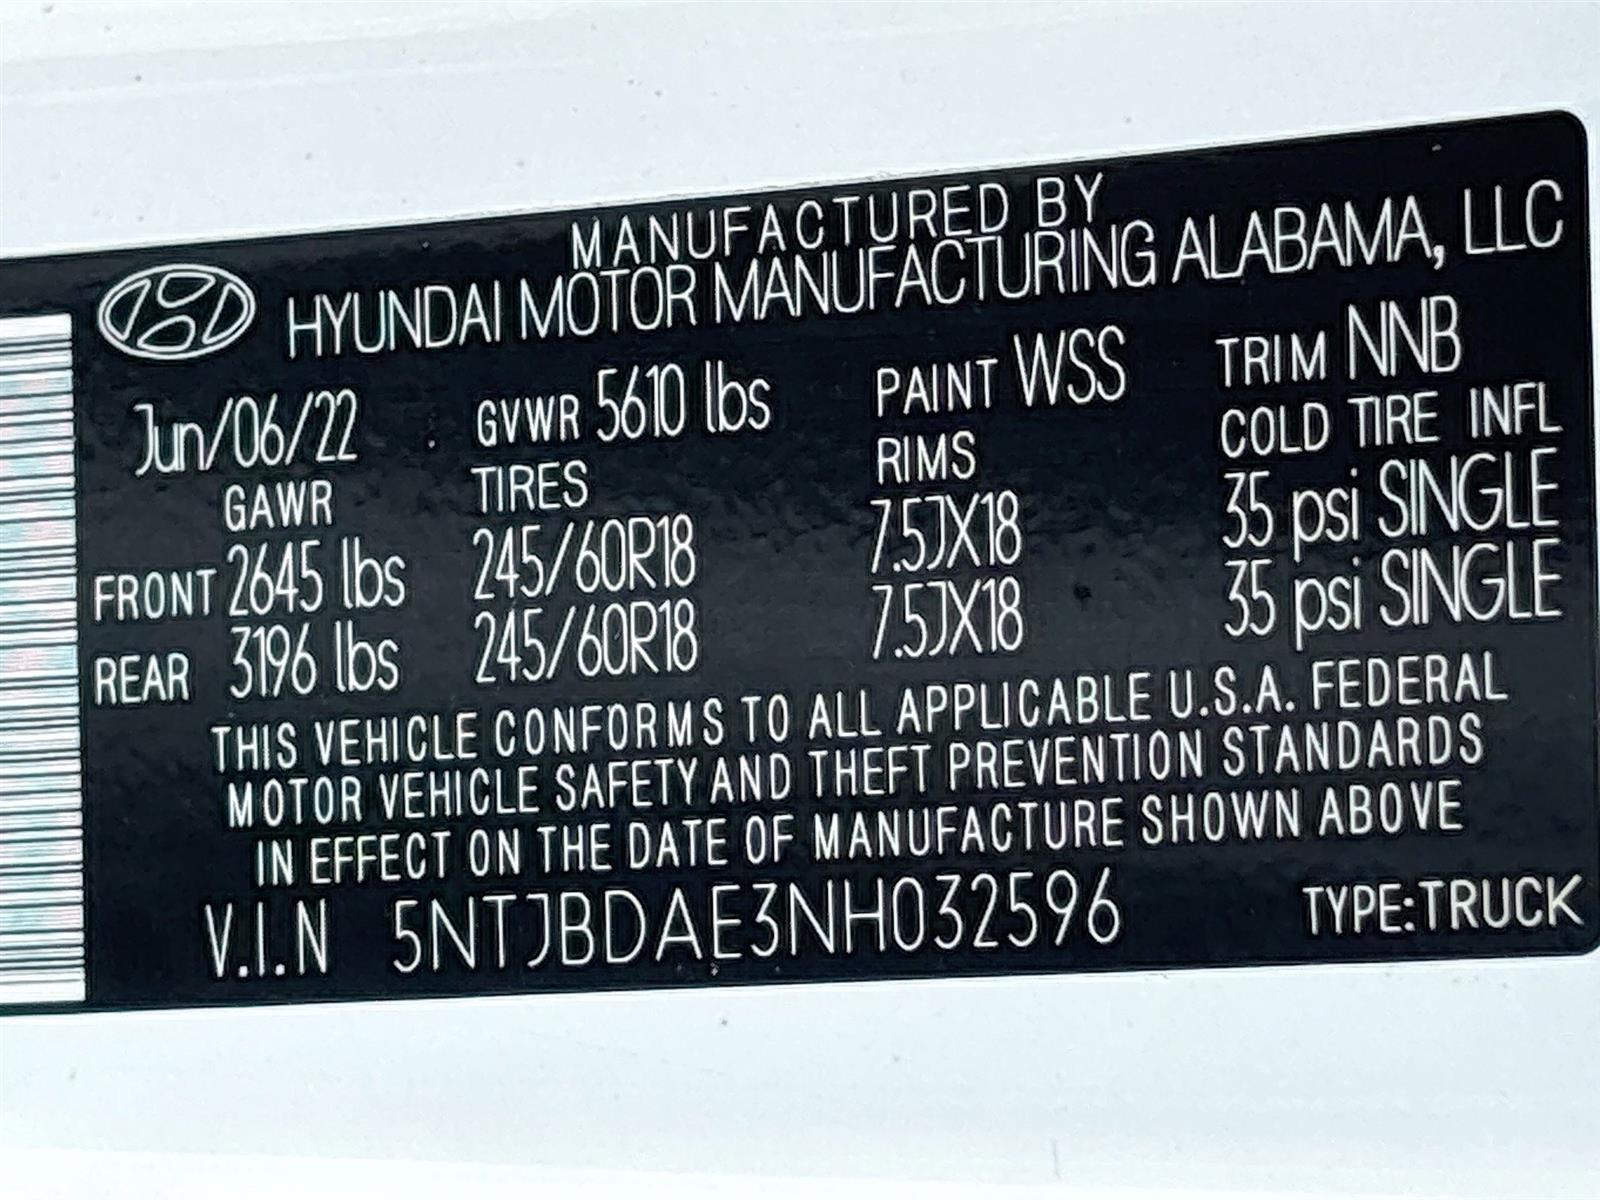 MANUFACTURED BY
HYUNDAI MOTOR MANUFACTURING ALABAMA, LLC
Jun/06/22 GVWR 5610 lbs PAINT WSS TRIM NNB
GAWR TIRES RIMS COLD TIRE INFL
FRONT 2645 lbs 245/60R18 7.5JX18 35 psi SINGLE
REAR 3196 lbs 245/60R18 7.5JX18 35 psi SINGLE
THIS VEHICLE CONFORMS TO ALL APPLICABLE U.S.A. FEDERAL
MOTOR VEHICLE SAFETY AND THEFT PREVENTION STANDARDS
IN EFFECT ON THE DATE OF MANUFACTURE SHOWN ABOVE
V.I.N 5NTJBDAE3NH032596 TYPE:TRUCK